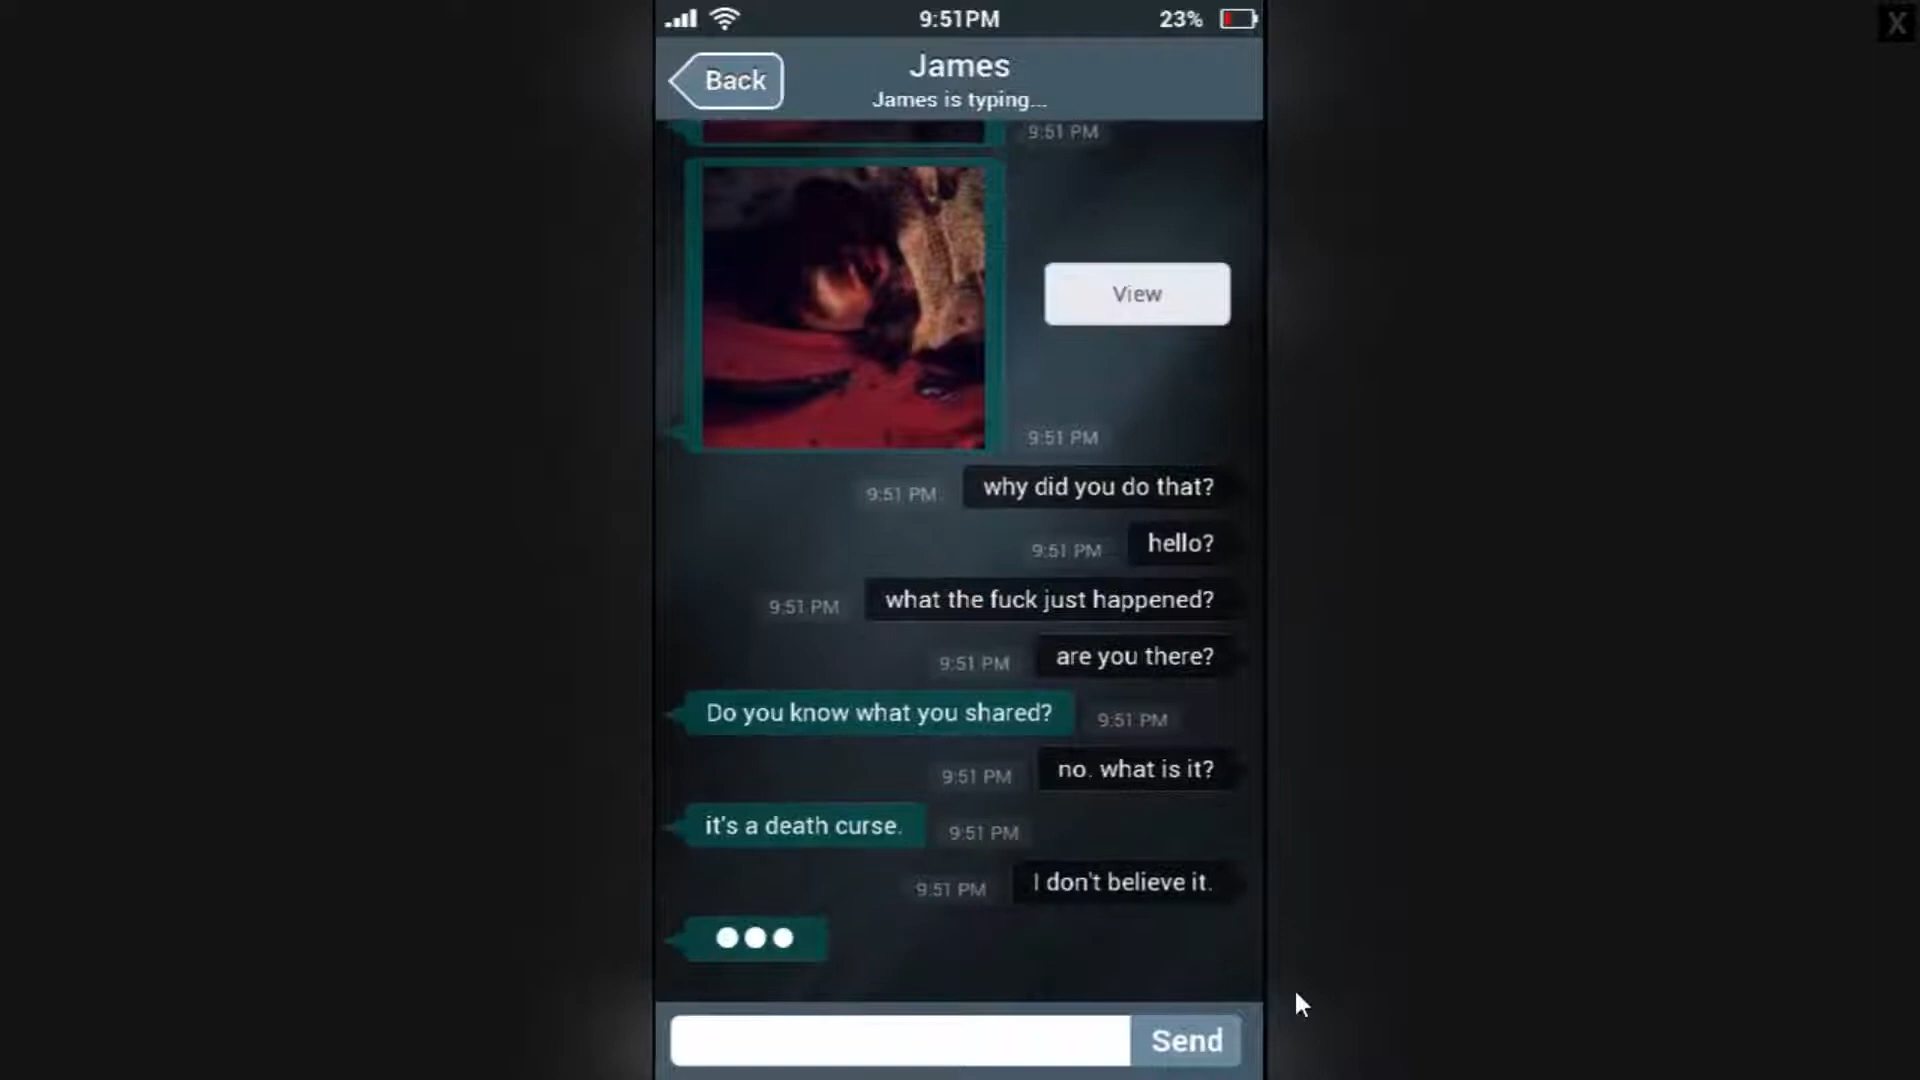 9:51PM
23%
X
Back
James
James is typing...
9:51 PM
View
9:51 PM
9:51 PM why did you do that?
9:51 PM hello?
9:51 PM what the fuck just happened?
9:51 PM are you there?
Do you know what you shared? 9:51 PM
9:51 PM no. what is it?
it's a death curse. 9:51 PM
9:51 PM I don't believe it.
Send